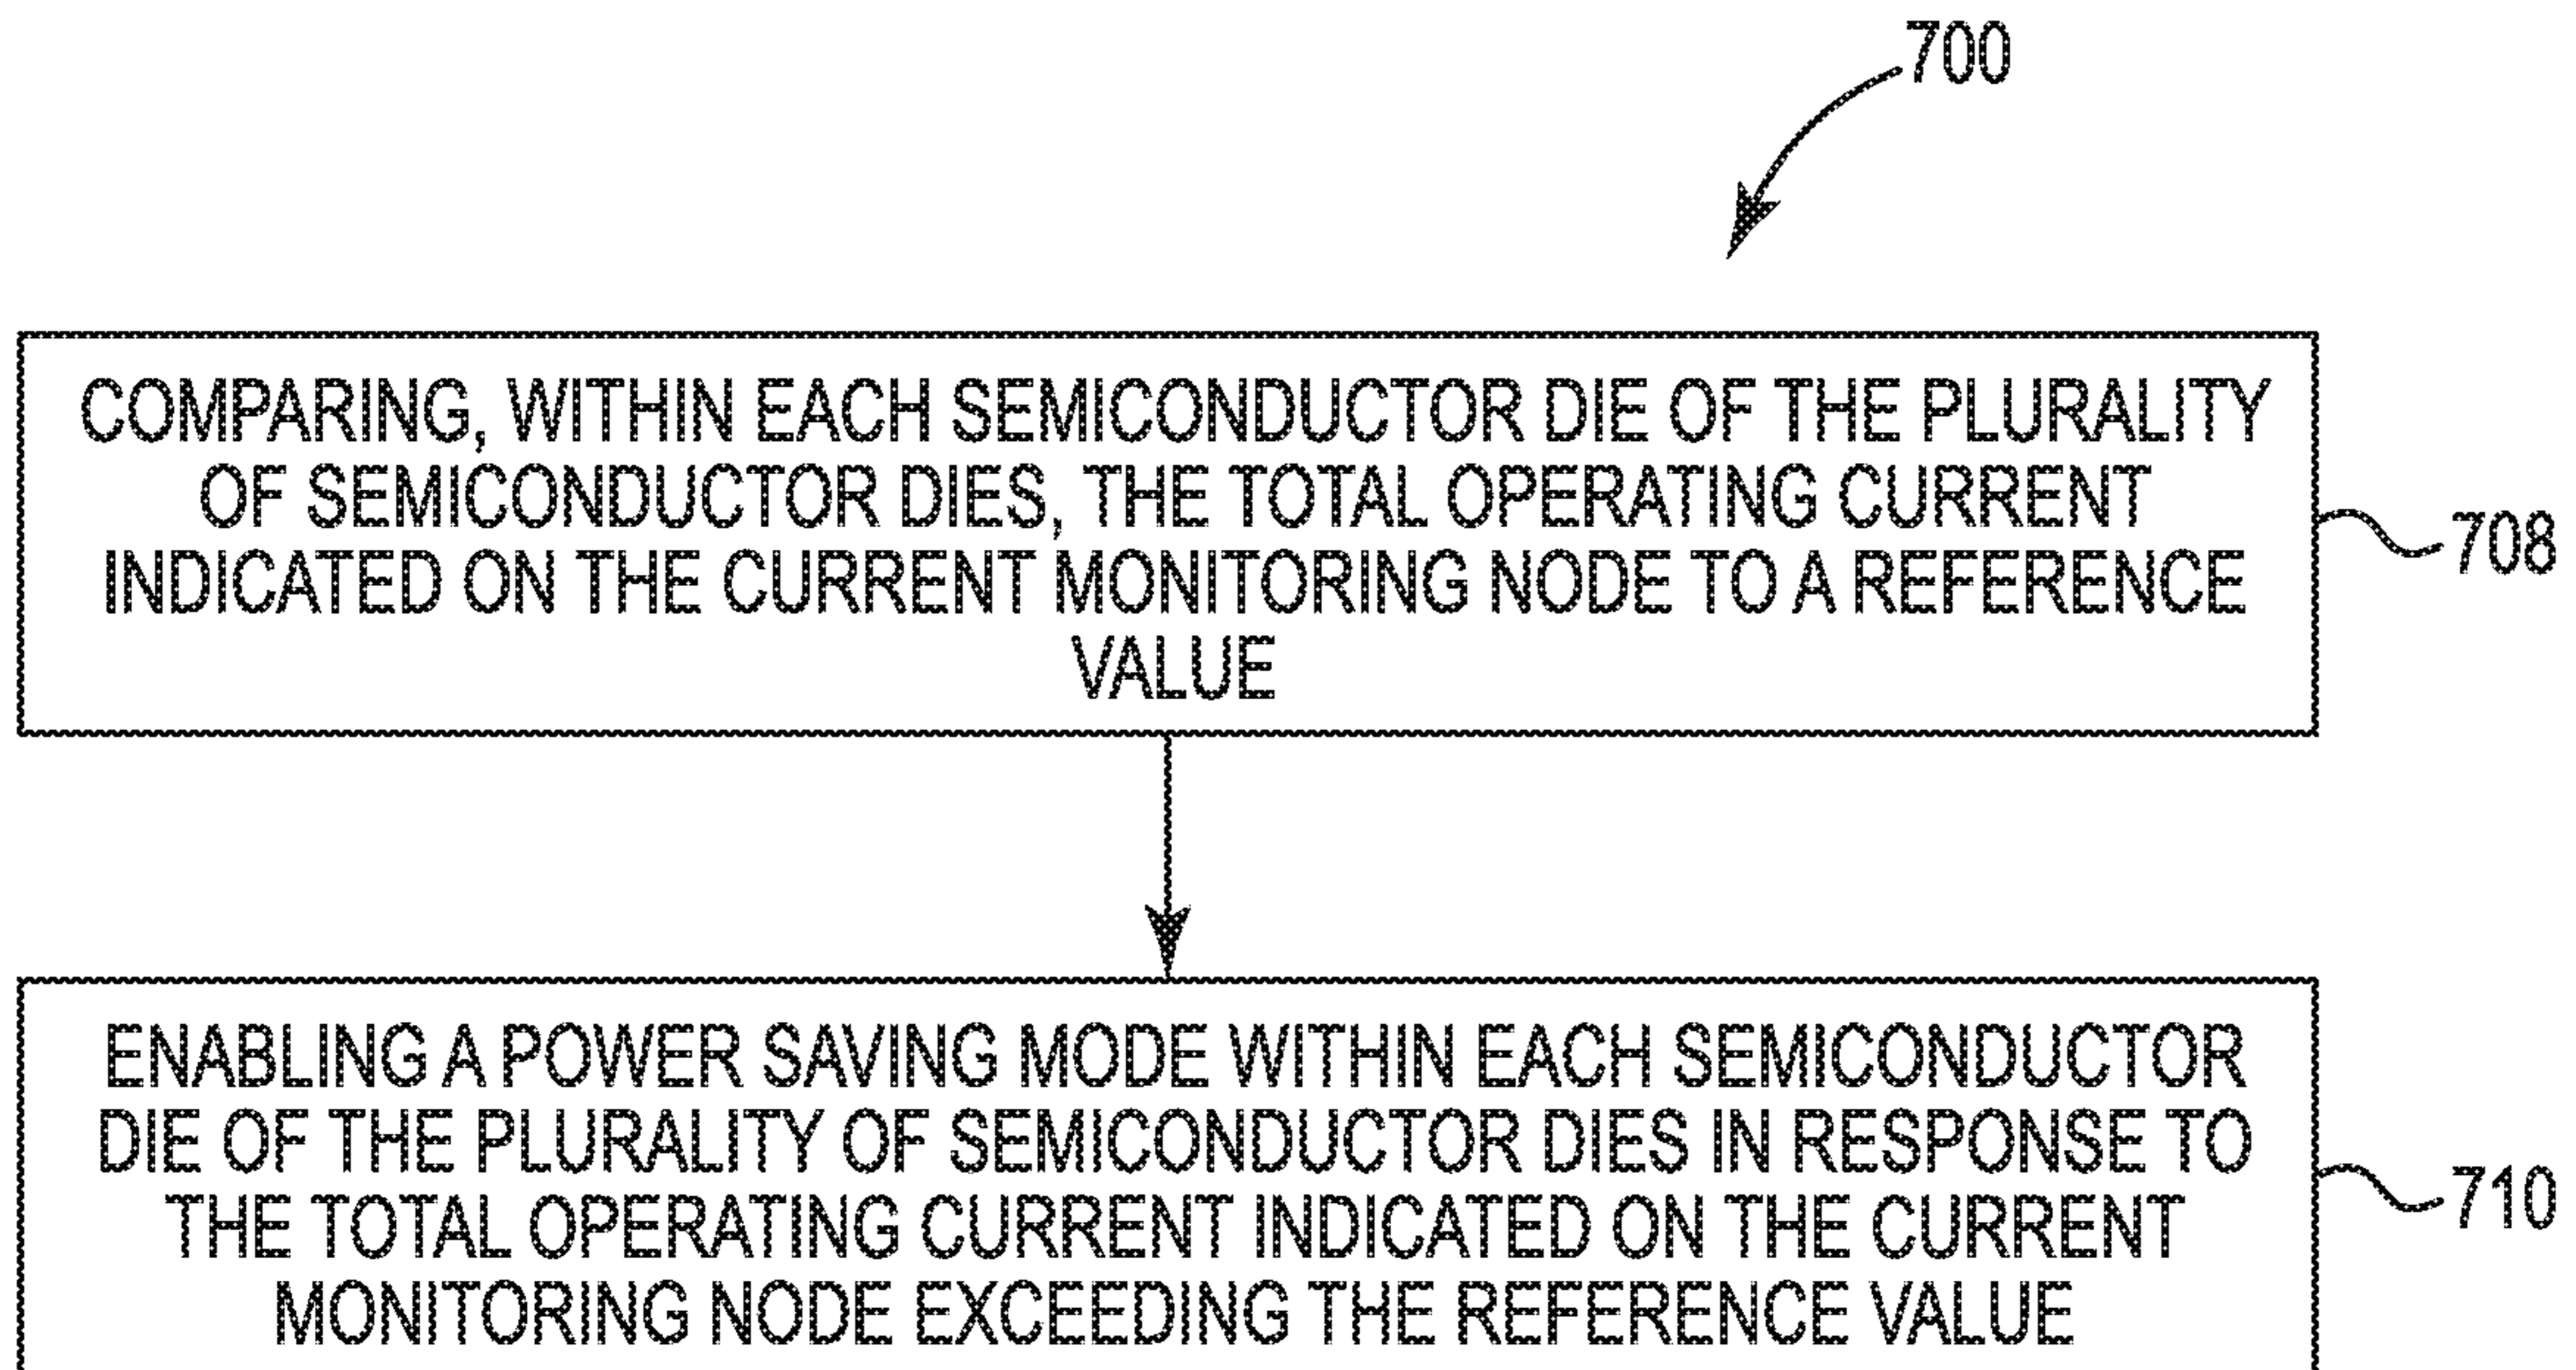 700
COMPARING, WITHIN EACH SEMICONDUCTOR DIE OF THE PLURALITY
OF SEMICONDUCTOR DIES, THE TOTAL OPERATING CURRENT
INDICATED ON THE CURRENT MONITORING NODE TO A REFERENCE
VALUE
708
ENABLING A POWER SAVING MODE WITHIN EACH SEMICONDUCTOR
DIE OF THE PLURALITY OF SEMICONDUCTOR DIES IN RESPONSE TO
THE TOTAL OPERATING CURRENT INDICATED ON THE CURRENT
MONITORING NODE EXCEEDING THE REFERENCE VALUE
710